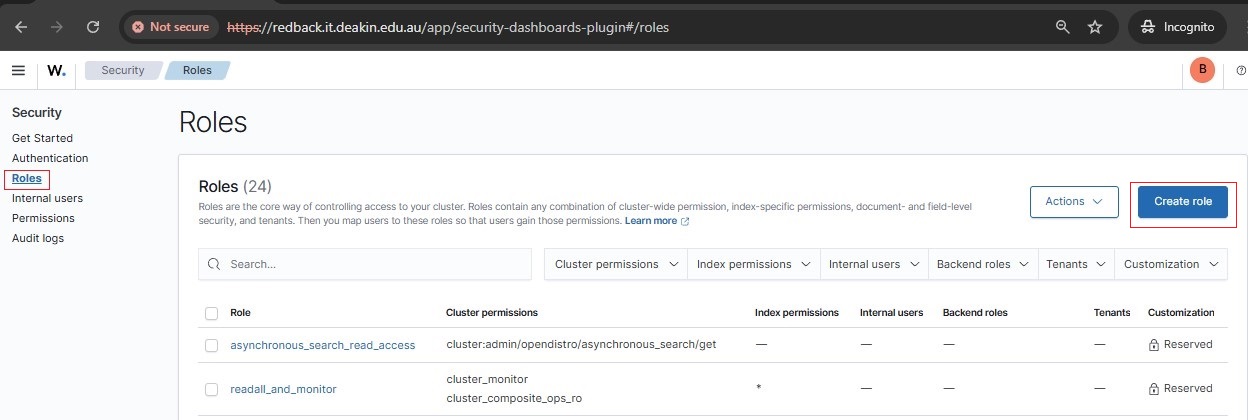 Not secure https://redback.it.deakin.edu.au/app/security-dashboards-plugin#/roles Incognito
W. Security Roles B
Security
Get Started
Authentication
Roles
Internal users
Permissions
Audit logs
Roles
Roles (24)
Roles are the core way of controlling access to your cluster. Roles contain any combination of cluster-wide permission, index-specific permissions, document- and field-level
security, and tenants. Then you map users to these roles so that users gain those permissions. Learn more
Actions
Create role
Search... Cluster permissions Index permissions Internal users Backend roles Tenants Customization
Role Cluster permissions Index permissions Internal users Backend roles Tenants Customization
asynchronous_search_read_access cluster:admin/opendistro/asynchronous_search/get — — — — Reserved
readall_and_monitor cluster_monitor * — — — Reserved
cluster_composite_ops_ro